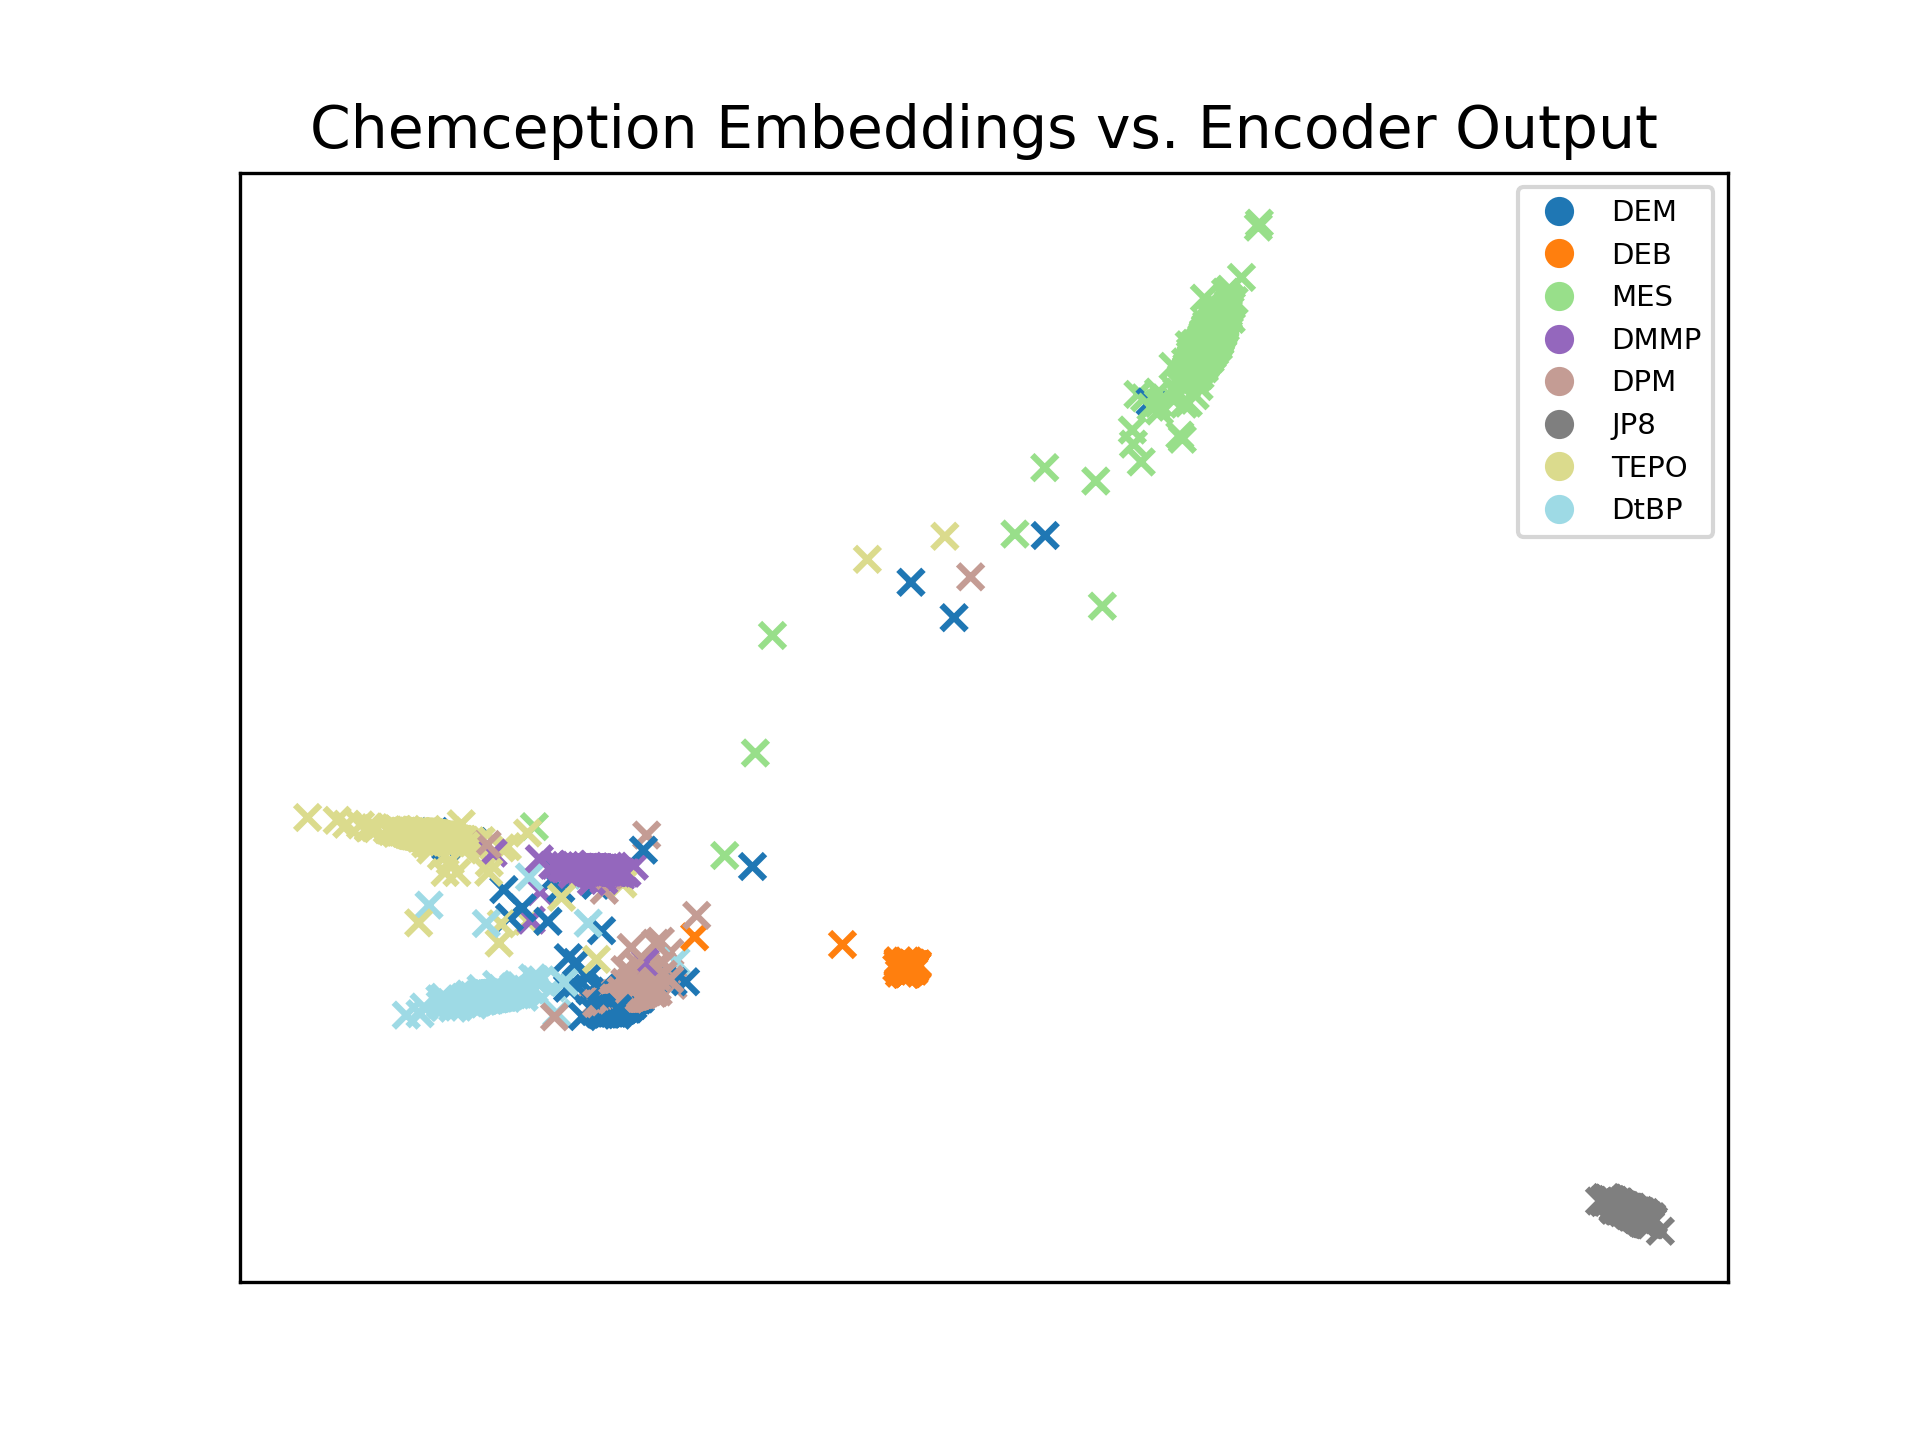 Chemception Embeddings vs. Encoder Output
DEM
DEB
MES
DMMP
DPM
JP8
TEPO
DtBP